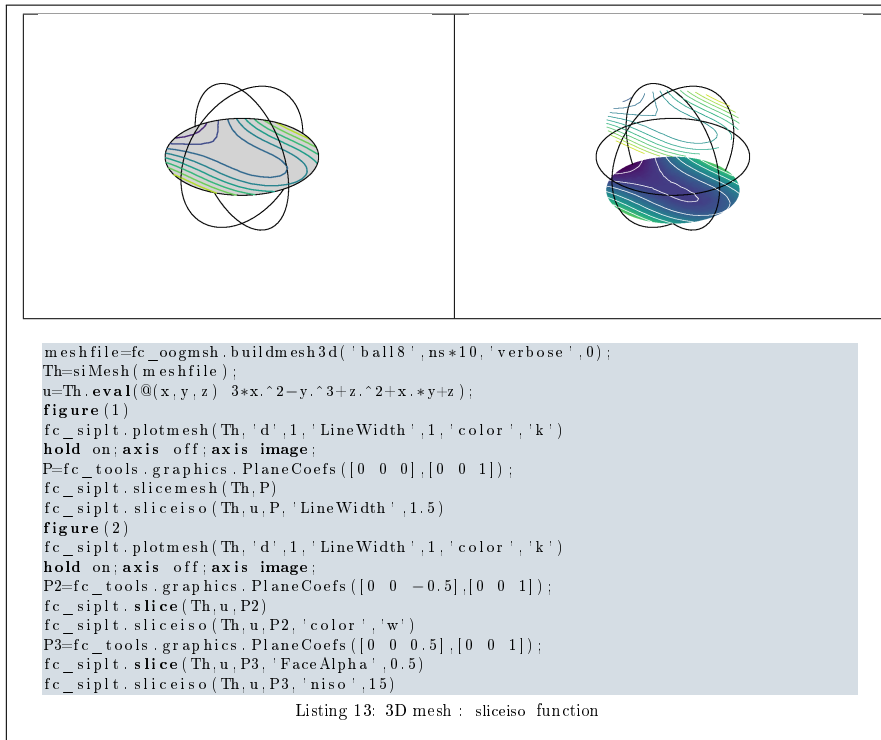 meshfile=fc_oogmsh.buildmesh3d('ball8',ns*10,'verbose',0);
Th=siMesh(meshfile);
u=Th.eval(@(x,y,z) 3*x.^2-y.^3+z.^2+x.*y+z);
figure(1)
fc_siplt.plotmesh(Th,'d',1,'LineWidth',1,'color','k')
hold on;axis off;axis image;
P=fc_tools.graphics.PlaneCoefs([0 0 0],[0 0 1]);
fc_siplt.slicemesh(Th,P)
fc_siplt.sliceiso(Th,u,P,'LineWidth',1.5)
figure(2)
fc_siplt.plotmesh(Th,'d',1,'LineWidth',1,'color','k')
hold on;axis off;axis image;
P2=fc_tools.graphics.PlaneCoefs([0 0 -0.5],[0 0 1]);
fc_siplt.slice(Th,u,P2)
fc_siplt.sliceiso(Th,u,P2,'color','w')
P3=fc_tools.graphics.PlaneCoefs([0 0 0.5],[0 0 1]);
fc_siplt.slice(Th,u,P3,'FaceAlpha',0.5)
fc_siplt.sliceiso(Th,u,P3,'niso',15)
Listing 13: 3D mesh : sliceiso function